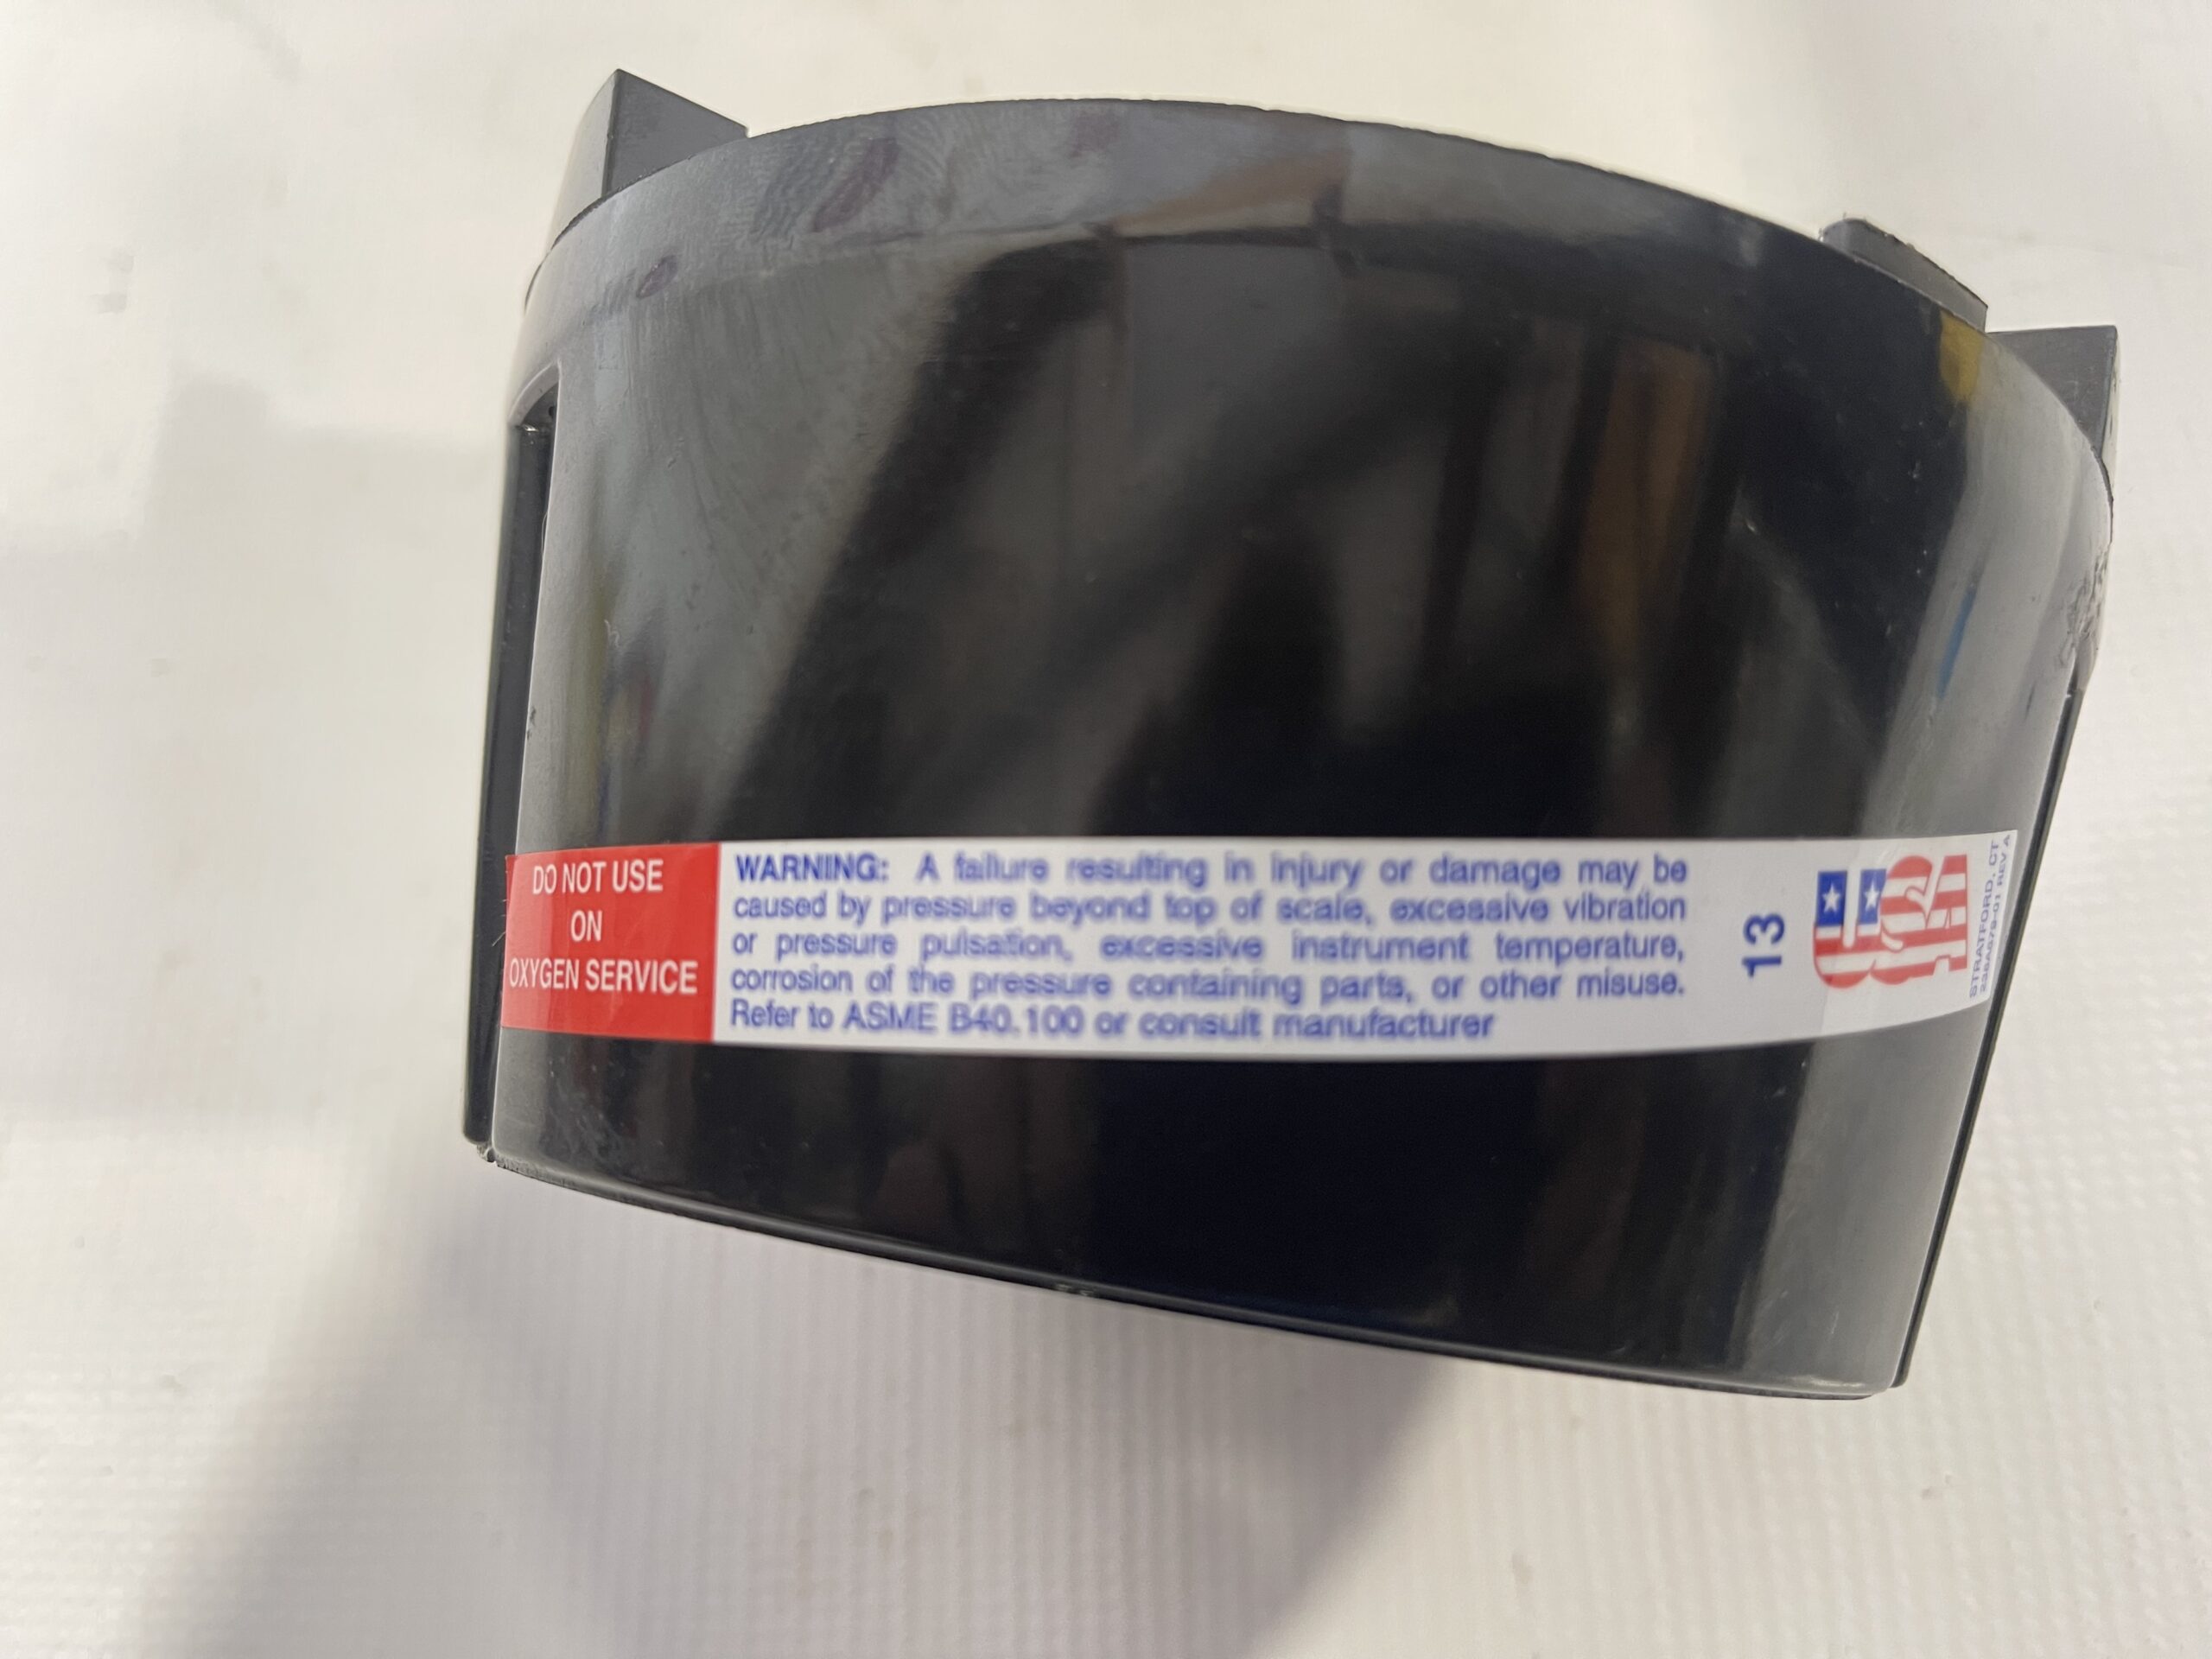 DO NOT USE
ON
OXYGEN SERVICE
WARNING: A failure resulting in injury or damage may be
caused by pressure beyond top of scale, excessive vibration
or pressure pulsation, excessive instrument temperature,
corrosion of the pressure containing parts, or other misuse.
Refer to ASME B40.100 or consult manufacturer
13
USA
STRATFORD, CT
REV A